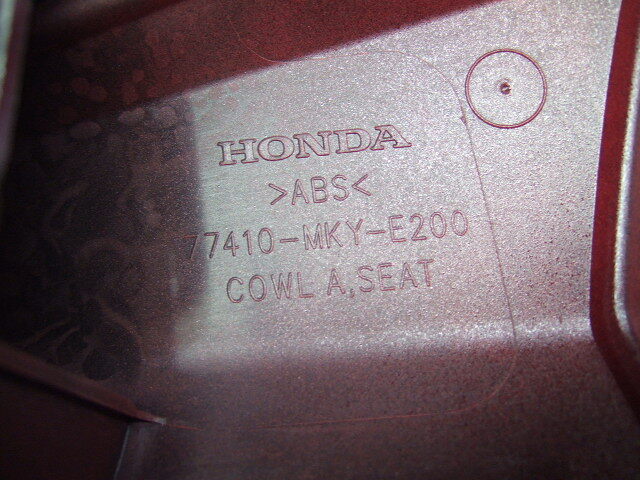 HONDA
>ABS<
77410-MKY-E200
COWL A,SEAT